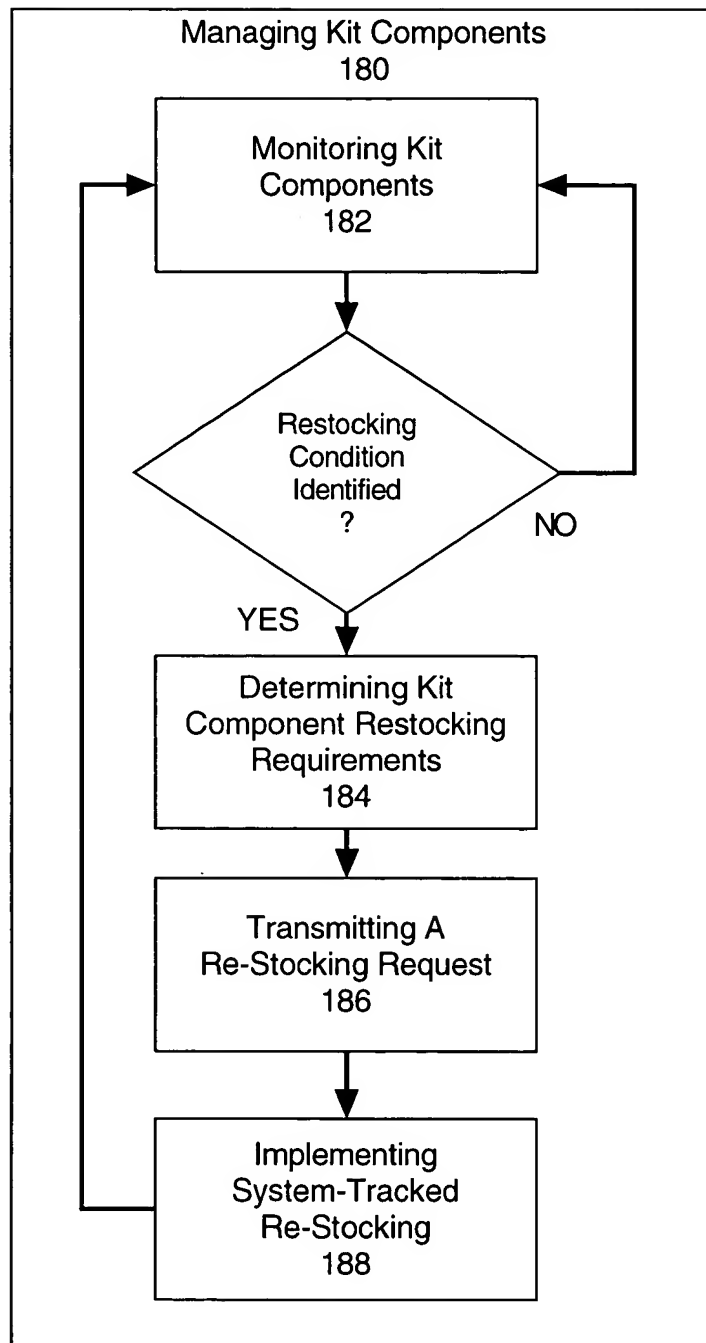 Managing Kit Components
180
Monitoring Kit
Components
182
Restocking
Condition
Identified
?
NO
YES
Determining Kit
Component Restocking
Requirements
184
Transmitting A
Re-Stocking Request
186
Implementing
System-Tracked
Re-Stocking
188